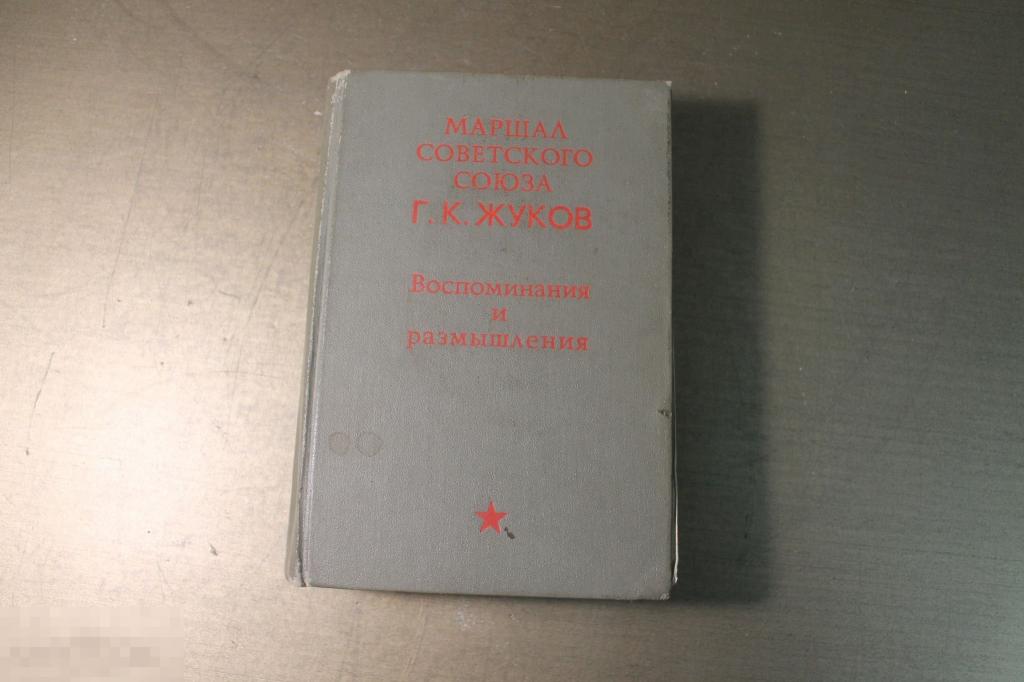 МАРШАЛ
СОВЕТСКОГО
СОЮЗА
Г. К. ЖУКОВ
Воспоминания
и
размышления